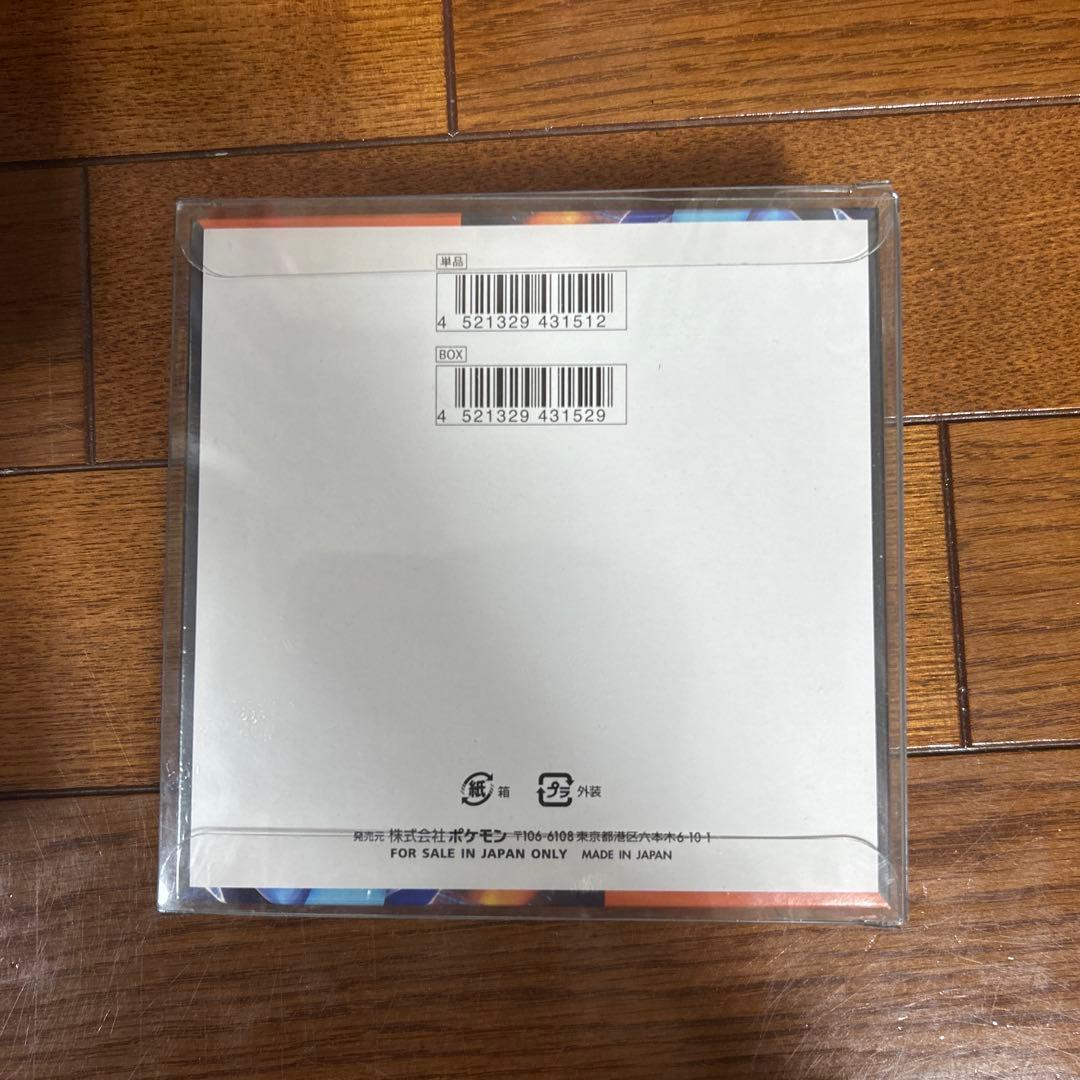 単品
4 521329 431512
BOX
4 521329 431529
紙 箱 プラ 外装
発売元 株式会社 ポケモン 〒106-6108 東京都港区六本木6-10-1
FOR SALE IN JAPAN ONLY MADE IN JAPAN